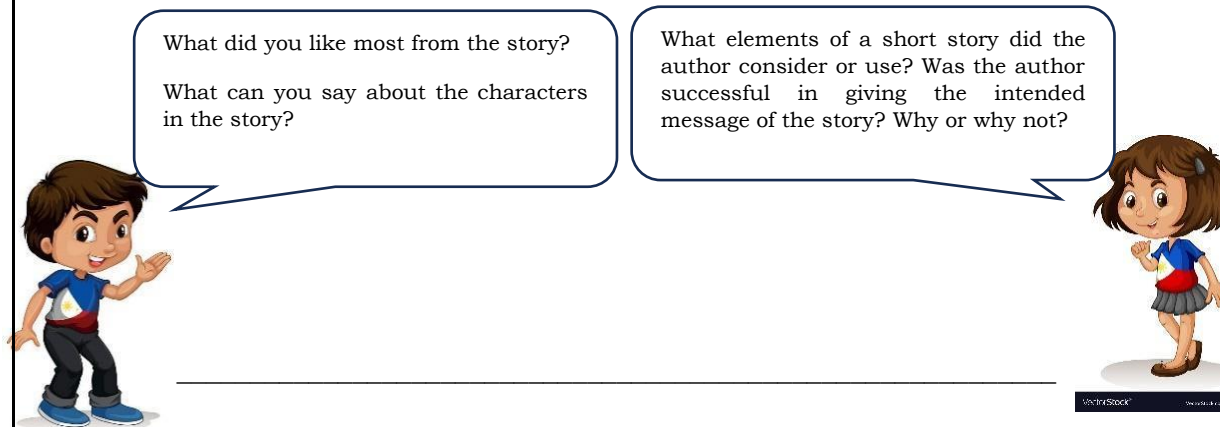 What did you like most from the story?
What can you say about the characters
in the story?
What elements of a short story did the
author consider or use? Was the author
successful in giving the intended
message of the story? Why or why not?
VectorStock®